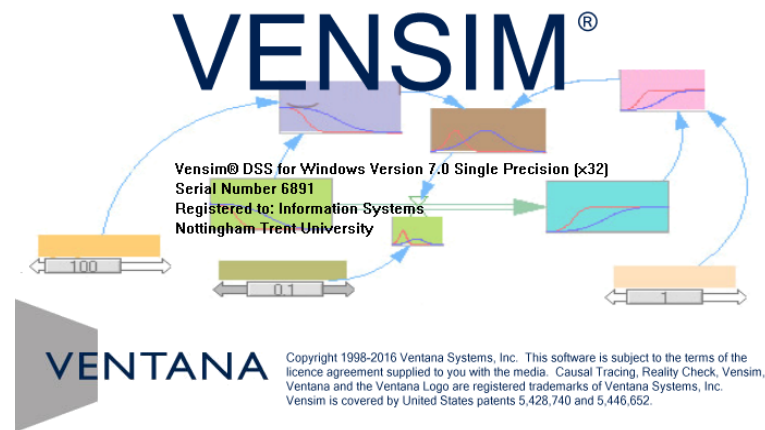 VENSIM®
Vensim® DSS for Windows Version 7.0 Single Precision (x32)
Serial Number 6891
Registered to: Information Systems
Nottingham Trent University
100
0.1
1
VENTANA
Copyright 1998-2016 Ventana Systems, Inc. This software is subject to the terms of the
licence agreement supplied to you with the media. Causal Tracing, Reality Check, Vensim,
Ventana and the Ventana Logo are registered trademarks of Ventana Systems, Inc.
Vensim is covered by United States patents 5,428,740 and 5,446,652.